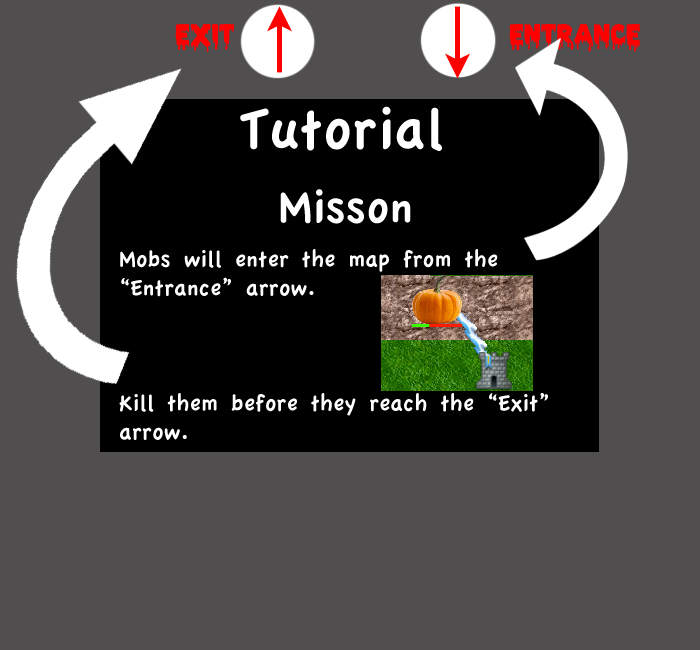 EXIT ENTRANCE
Tutorial
Misson
Mobs will enter the map from the
“Entrance” arrow.
Kill them before they reach the “Exit”
arrow.